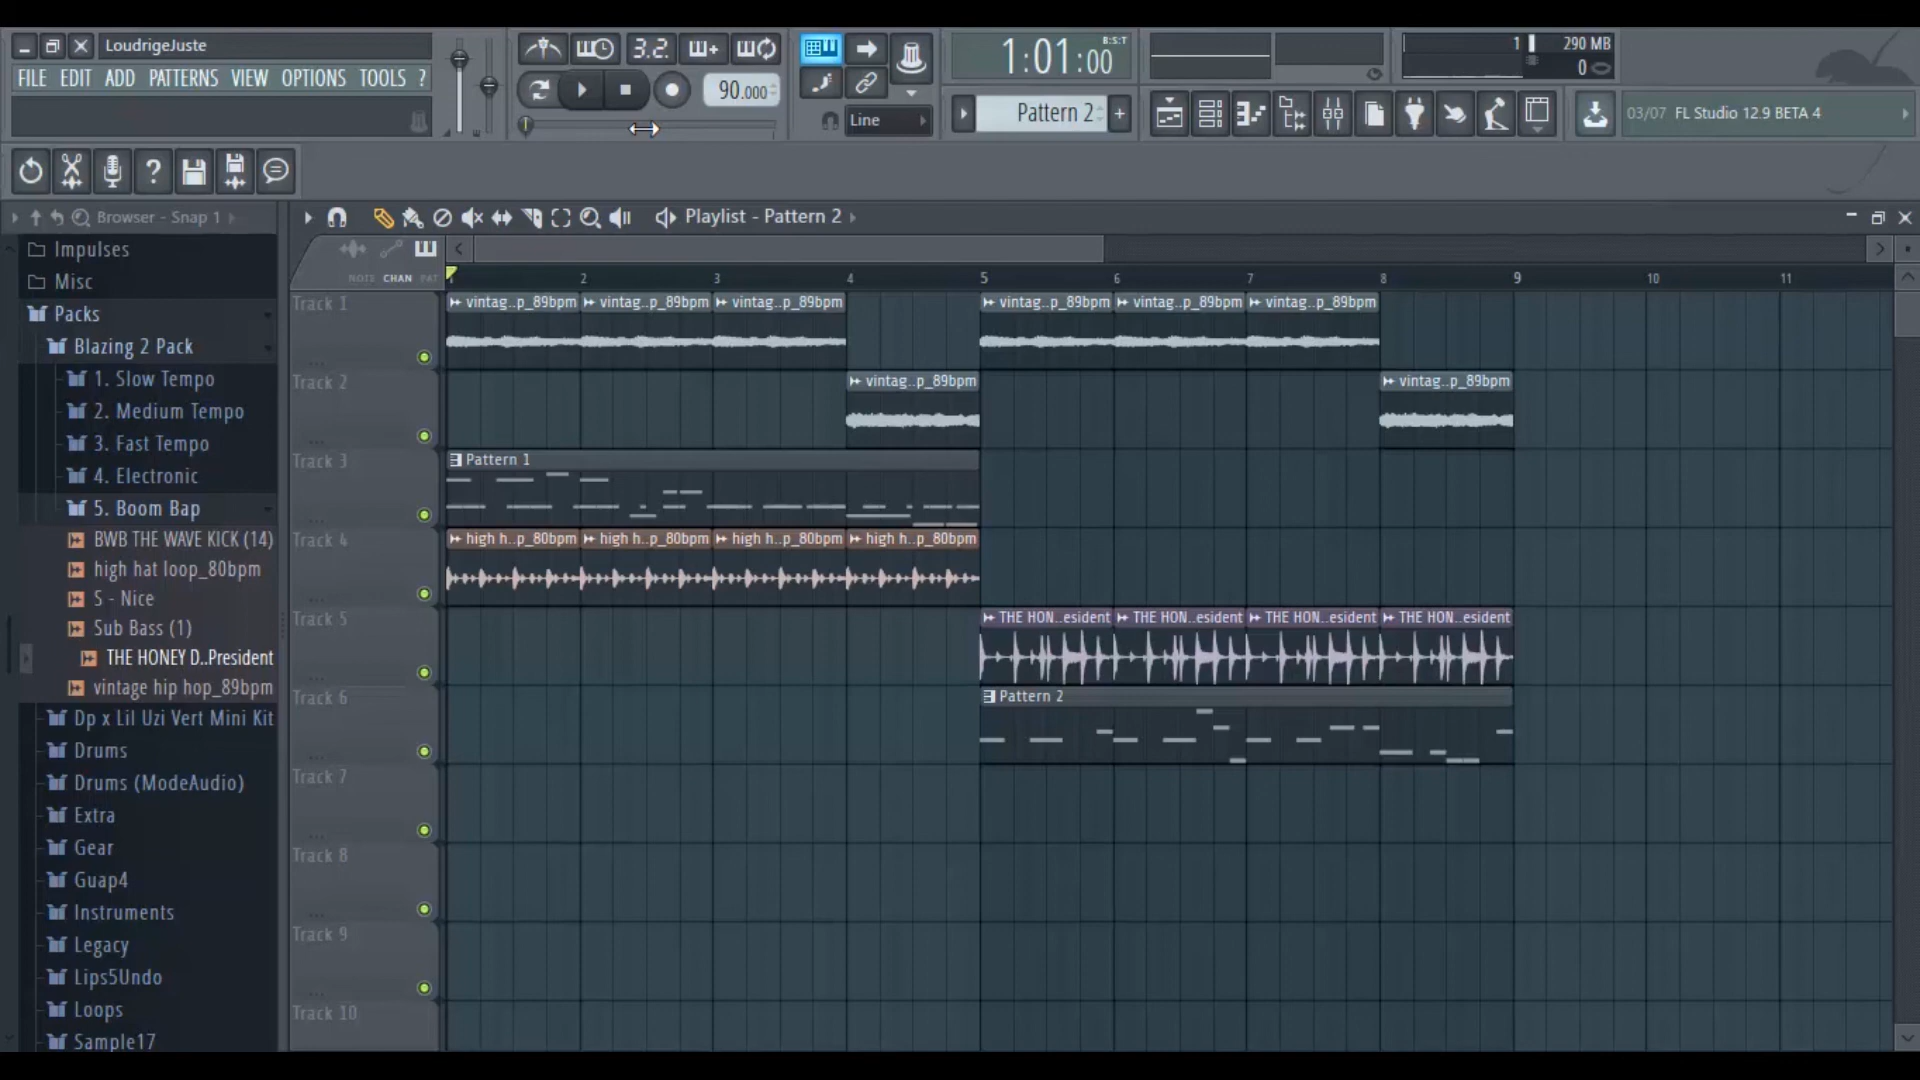 LoudrigeJuste
FILE EDIT ADD PATTERNS VIEW OPTIONS TOOLS ?
3.2.
90.000
Line
1:01:00
B:S:T
Pattern 2
1
290 MB
0
03/07 FL Studio 12.9 BETA 4
Browser - Snap 1
Playlist - Pattern 2
NOTE CHAN PAT
1 2 3 4 5 6 7 8 9 10 11
Impulses
Misc
Packs
Blazing 2 Pack
1. Slow Tempo
2. Medium Tempo
3. Fast Tempo
4. Electronic
5. Boom Bap
BWB THE WAVE KICK (14)
high hat loop_80bpm
S - Nice
Sub Bass (1)
THE HONEY D..President
vintage hip hop_89bpm
Dp x Lil Uzi Vert Mini Kit
Drums
Drums (ModeAudio)
Extra
Gear
Guap4
Instruments
Legacy
Lips5Undo
Loops
Sample17
Track 1
vintag..p_89bpm vintag..p_89bpm vintag..p_89bpm vintag..p_89bpm vintag..p_89bpm vintag..p_89bpm
Track 2
vintag..p_89bpm vintag..p_89bpm
Track 3
Pattern 1
Track 4
high h..p_80bpm high h..p_80bpm high h..p_80bpm high h..p_80bpm
Track 5
THE HON..esident THE HON..esident THE HON..esident THE HON..esident
Track 6
Pattern 2
Track 7
Track 8
Track 9
Track 10